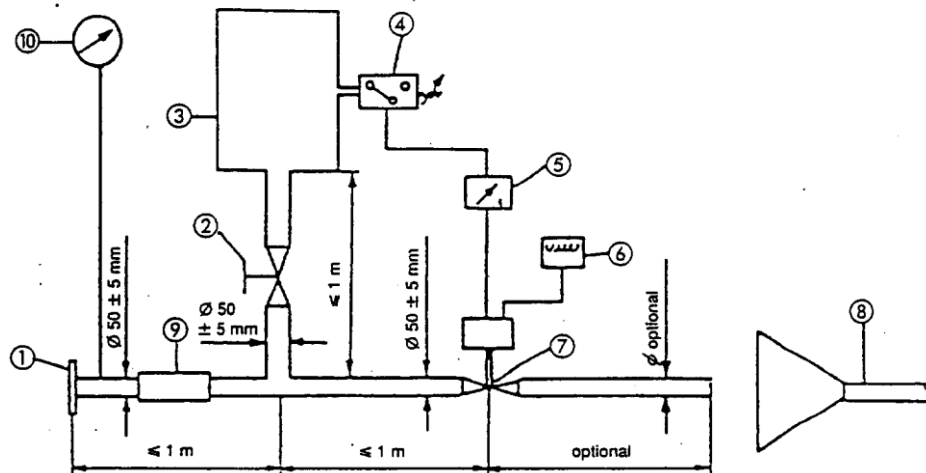 10
4
3
5
2
6
Ø 50 ± 5 mm
Ø 50
± 5 mm
≤ 1 m
Ø 50 ± 5 mm
Ø optional
7
8
1
9
≤ 1 m
≤ 1 m
optional